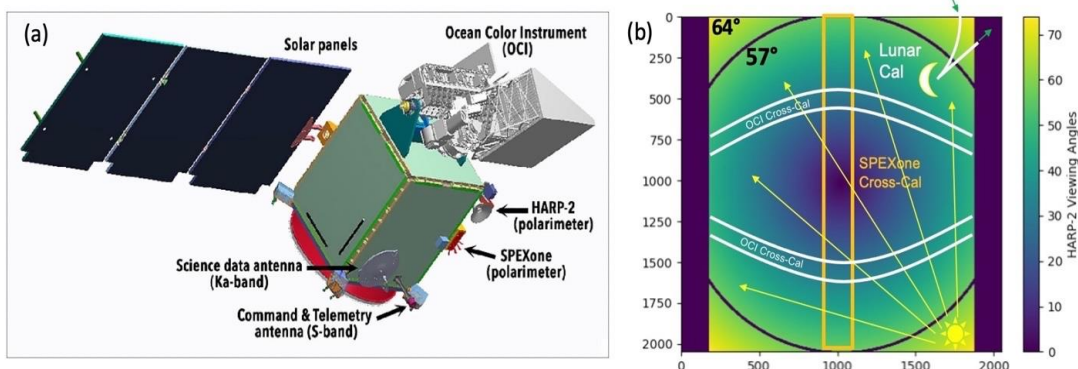 (a)
Solar panels
Ocean Color Instrument
(OCI)
HARP-2
(polarimeter)
SPEXone
(polarimeter)
Science data antenna
(Ka-band)
Command & Telemetry
antenna (S-band)
(b)
64°
57°
Lunar
Cal
OCI Cross-Cal
SPEXone
Cross-Cal
OCI Cross-Cal
0
250
500
750
1000
1250
1500
1750
2000
0 500 1000 1500 2000
70
60
50
40
30
20
10
0
HARP-2 Viewing Angles